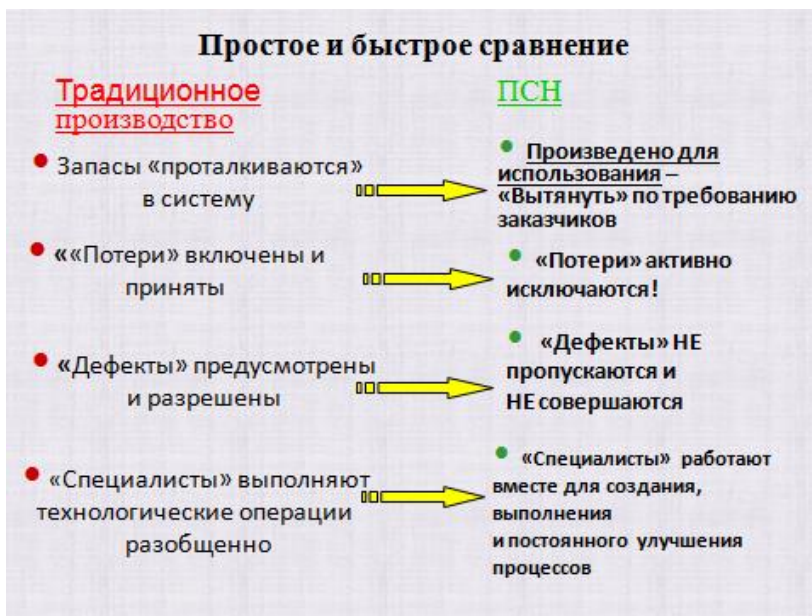 Простое и быстрое сравнение
Традиционное
производство
ПСН
• Запасы «проталкиваются»
в систему
• Произведено для
использования –
«Вытянуть» по требованию
заказчиков
• ««Потери» включены и
приняты
• «Потери» активно
исключаются!
• «Дефекты» предусмотрены
и разрешены
• «Дефекты» НЕ
пропускаются и
НЕ совершаются
• «Специалисты» выполняют
технологические операции
разобщенно
• «Специалисты» работают
вместе для создания,
выполнения
и постоянного улучшения
процессов